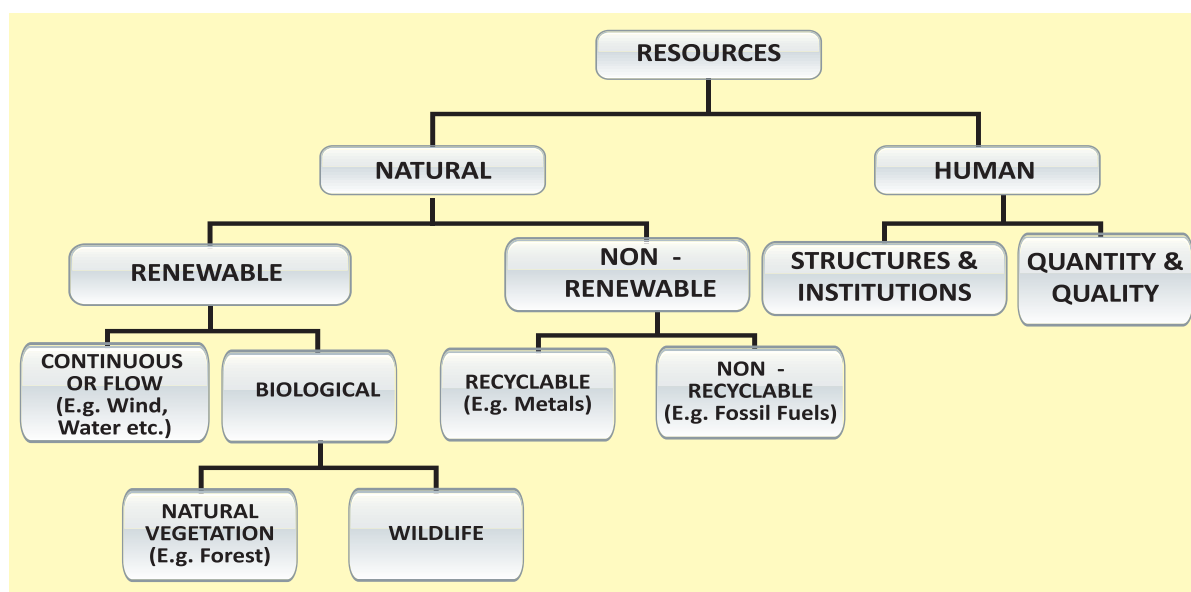 RESOURCES
NATURAL
HUMAN
RENEWABLE
NON -
RENEWABLE
STRUCTURES &
INSTITUTIONS
QUANTITY &
QUALITY
CONTINUOUS
OR FLOW
(E.g. Wind,
Water etc.)
BIOLOGICAL
RECYCLABLE
(E.g. Metals)
NON -
RECYCLABLE
(E.g. Fossil Fuels)
NATURAL
VEGETATION
(E.g. Forest)
WILDLIFE